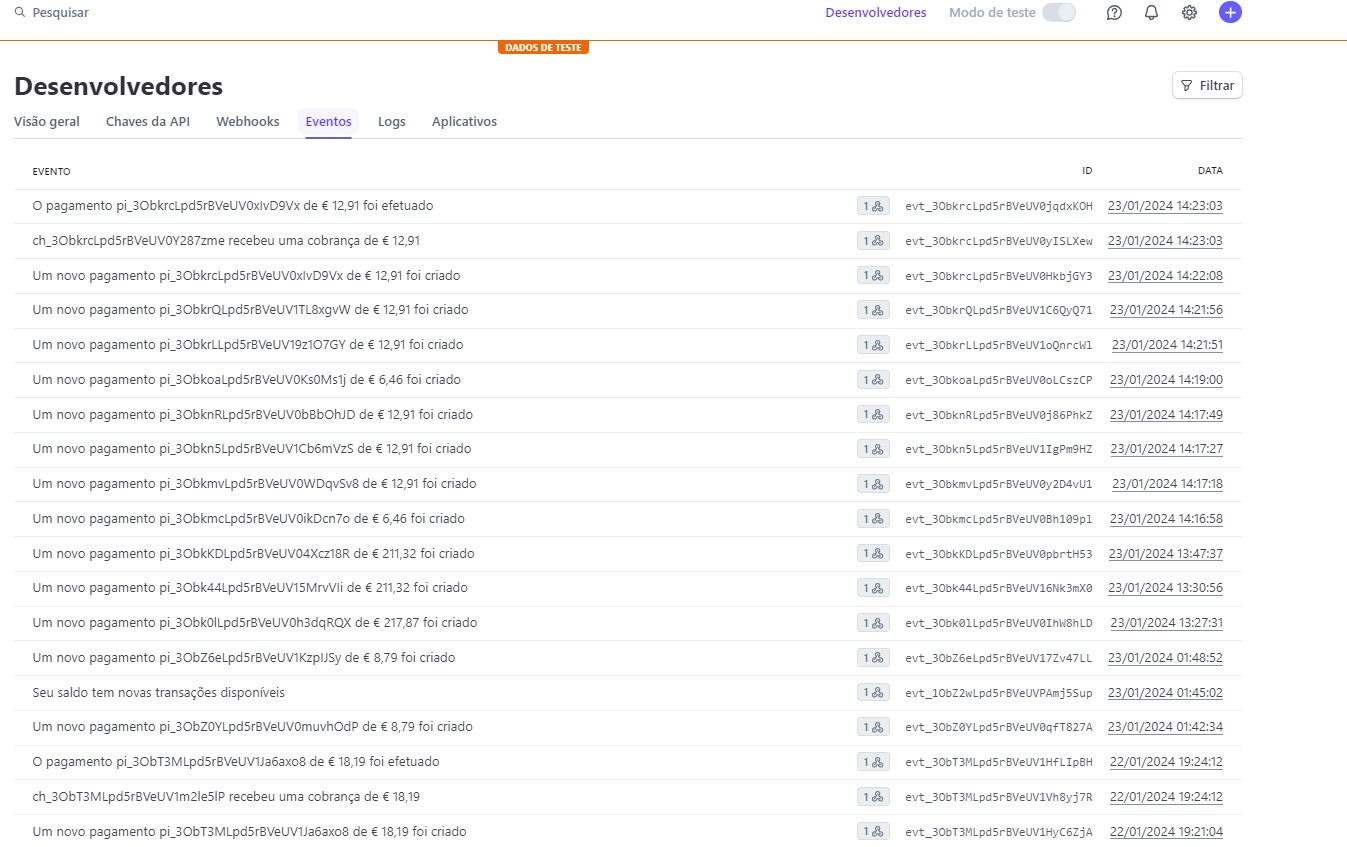 Pesquisar
Desenvolvedores
Modo de teste
DADOS DE TESTE
Desenvolvedores
Filtrar
Visão geral Chaves da API Webhooks Eventos Logs Aplicativos
EVENTO ID DATA
O pagamento pi_3ObkrcLpd5rBVeUV0xIvD9Vx de € 12,91 foi efetuado 1 evt_3ObkrcLpd5rBVeUV0jqdxKOH 23/01/2024 14:23:03
ch_3ObkrcLpd5rBVeUV0Y287zme recebeu uma cobrança de € 12,91 1 evt_3ObkrcLpd5rBVeUV0yISLXew 23/01/2024 14:23:03
Um novo pagamento pi_3ObkrcLpd5rBVeUV0xIvD9Vx de € 12,91 foi criado 1 evt_3ObkrcLpd5rBVeUV0HkbjGY3 23/01/2024 14:22:08
Um novo pagamento pi_3ObkrQLpd5rBVeUV1TL8xgvW de € 12,91 foi criado 1 evt_3ObkrQLpd5rBVeUV1C6QyQ71 23/01/2024 14:21:56
Um novo pagamento pi_3ObkrLLpd5rBVeUV19z1O7GY de € 12,91 foi criado 1 evt_3ObkrLLpd5rBVeUV1oQnrcWl 23/01/2024 14:21:51
Um novo pagamento pi_3ObkoaLpd5rBVeUV0Ks0Ms1j de € 6,46 foi criado 1 evt_3ObkoaLpd5rBVeUV0oLCszCP 23/01/2024 14:19:00
Um novo pagamento pi_3ObknRLpd5rBVeUV0bBbOhJD de € 12,91 foi criado 1 evt_3ObknRLpd5rBVeUV0j86PhkZ 23/01/2024 14:17:49
Um novo pagamento pi_3Obkn5Lpd5rBVeUV1Cb6mVzS de € 12,91 foi criado 1 evt_3Obkn5Lpd5rBVeUV1IgPm9HZ 23/01/2024 14:17:27
Um novo pagamento pi_3ObkmvLpd5rBVeUV0WDqvSv8 de € 12,91 foi criado 1 evt_3ObkmvLpd5rBVeUV0y2D4vU1 23/01/2024 14:17:18
Um novo pagamento pi_3ObkmcLpd5rBVeUV0ikDcn7o de € 6,46 foi criado 1 evt_3ObkmcLpd5rBVeUV0Bh109pl 23/01/2024 14:16:58
Um novo pagamento pi_3ObkKDLpd5rBVeUV04Xcz18R de € 211,32 foi criado 1 evt_3ObkKDLpd5rBVeUV0pbrtH53 23/01/2024 13:47:37
Um novo pagamento pi_3Obk44Lpd5rBVeUV15MrvVIi de € 211,32 foi criado 1 evt_3Obk44Lpd5rBVeUV16Nk3mX0 23/01/2024 13:30:56
Um novo pagamento pi_3Obk0lLpd5rBVeUV0h3dqRQX de € 217,87 foi criado 1 evt_3Obk0lLpd5rBVeUV0IhW8hLD 23/01/2024 13:27:31
Um novo pagamento pi_3ObZ6eLpd5rBVeUV1KzpIJSy de € 8,79 foi criado 1 evt_3ObZ6eLpd5rBVeUV17Zv47LL 23/01/2024 01:48:52
Seu saldo tem novas transações disponíveis 1 evt_1ObZ2wLpd5rBVeUVPAmj5Sup 23/01/2024 01:45:02
Um novo pagamento pi_3ObZ0YLpd5rBVeUV0muvhOdP de € 8,79 foi criado 1 evt_3ObZ0YLpd5rBVeUV0qfT827A 23/01/2024 01:42:34
O pagamento pi_3ObT3MLpd5rBVeUV1Ja6axo8 de € 18,19 foi efetuado 1 evt_3ObT3MLpd5rBVeUV1HfLIpBH 22/01/2024 19:24:12
ch_3ObT3MLpd5rBVeUV1m2le5lP recebeu uma cobrança de € 18,19 1 evt_3ObT3MLpd5rBVeUV1Vh8yj7R 22/01/2024 19:24:12
Um novo pagamento pi_3ObT3MLpd5rBVeUV1Ja6axo8 de € 18,19 foi criado 1 evt_3ObT3MLpd5rBVeUV1HyC6ZjA 22/01/2024 19:21:04